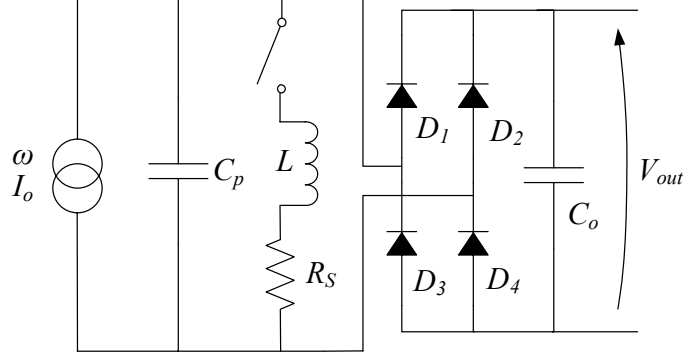 ω
I_o
C_p
L
R_S
D_1
D_2
D_3
D_4
C_o
V_out